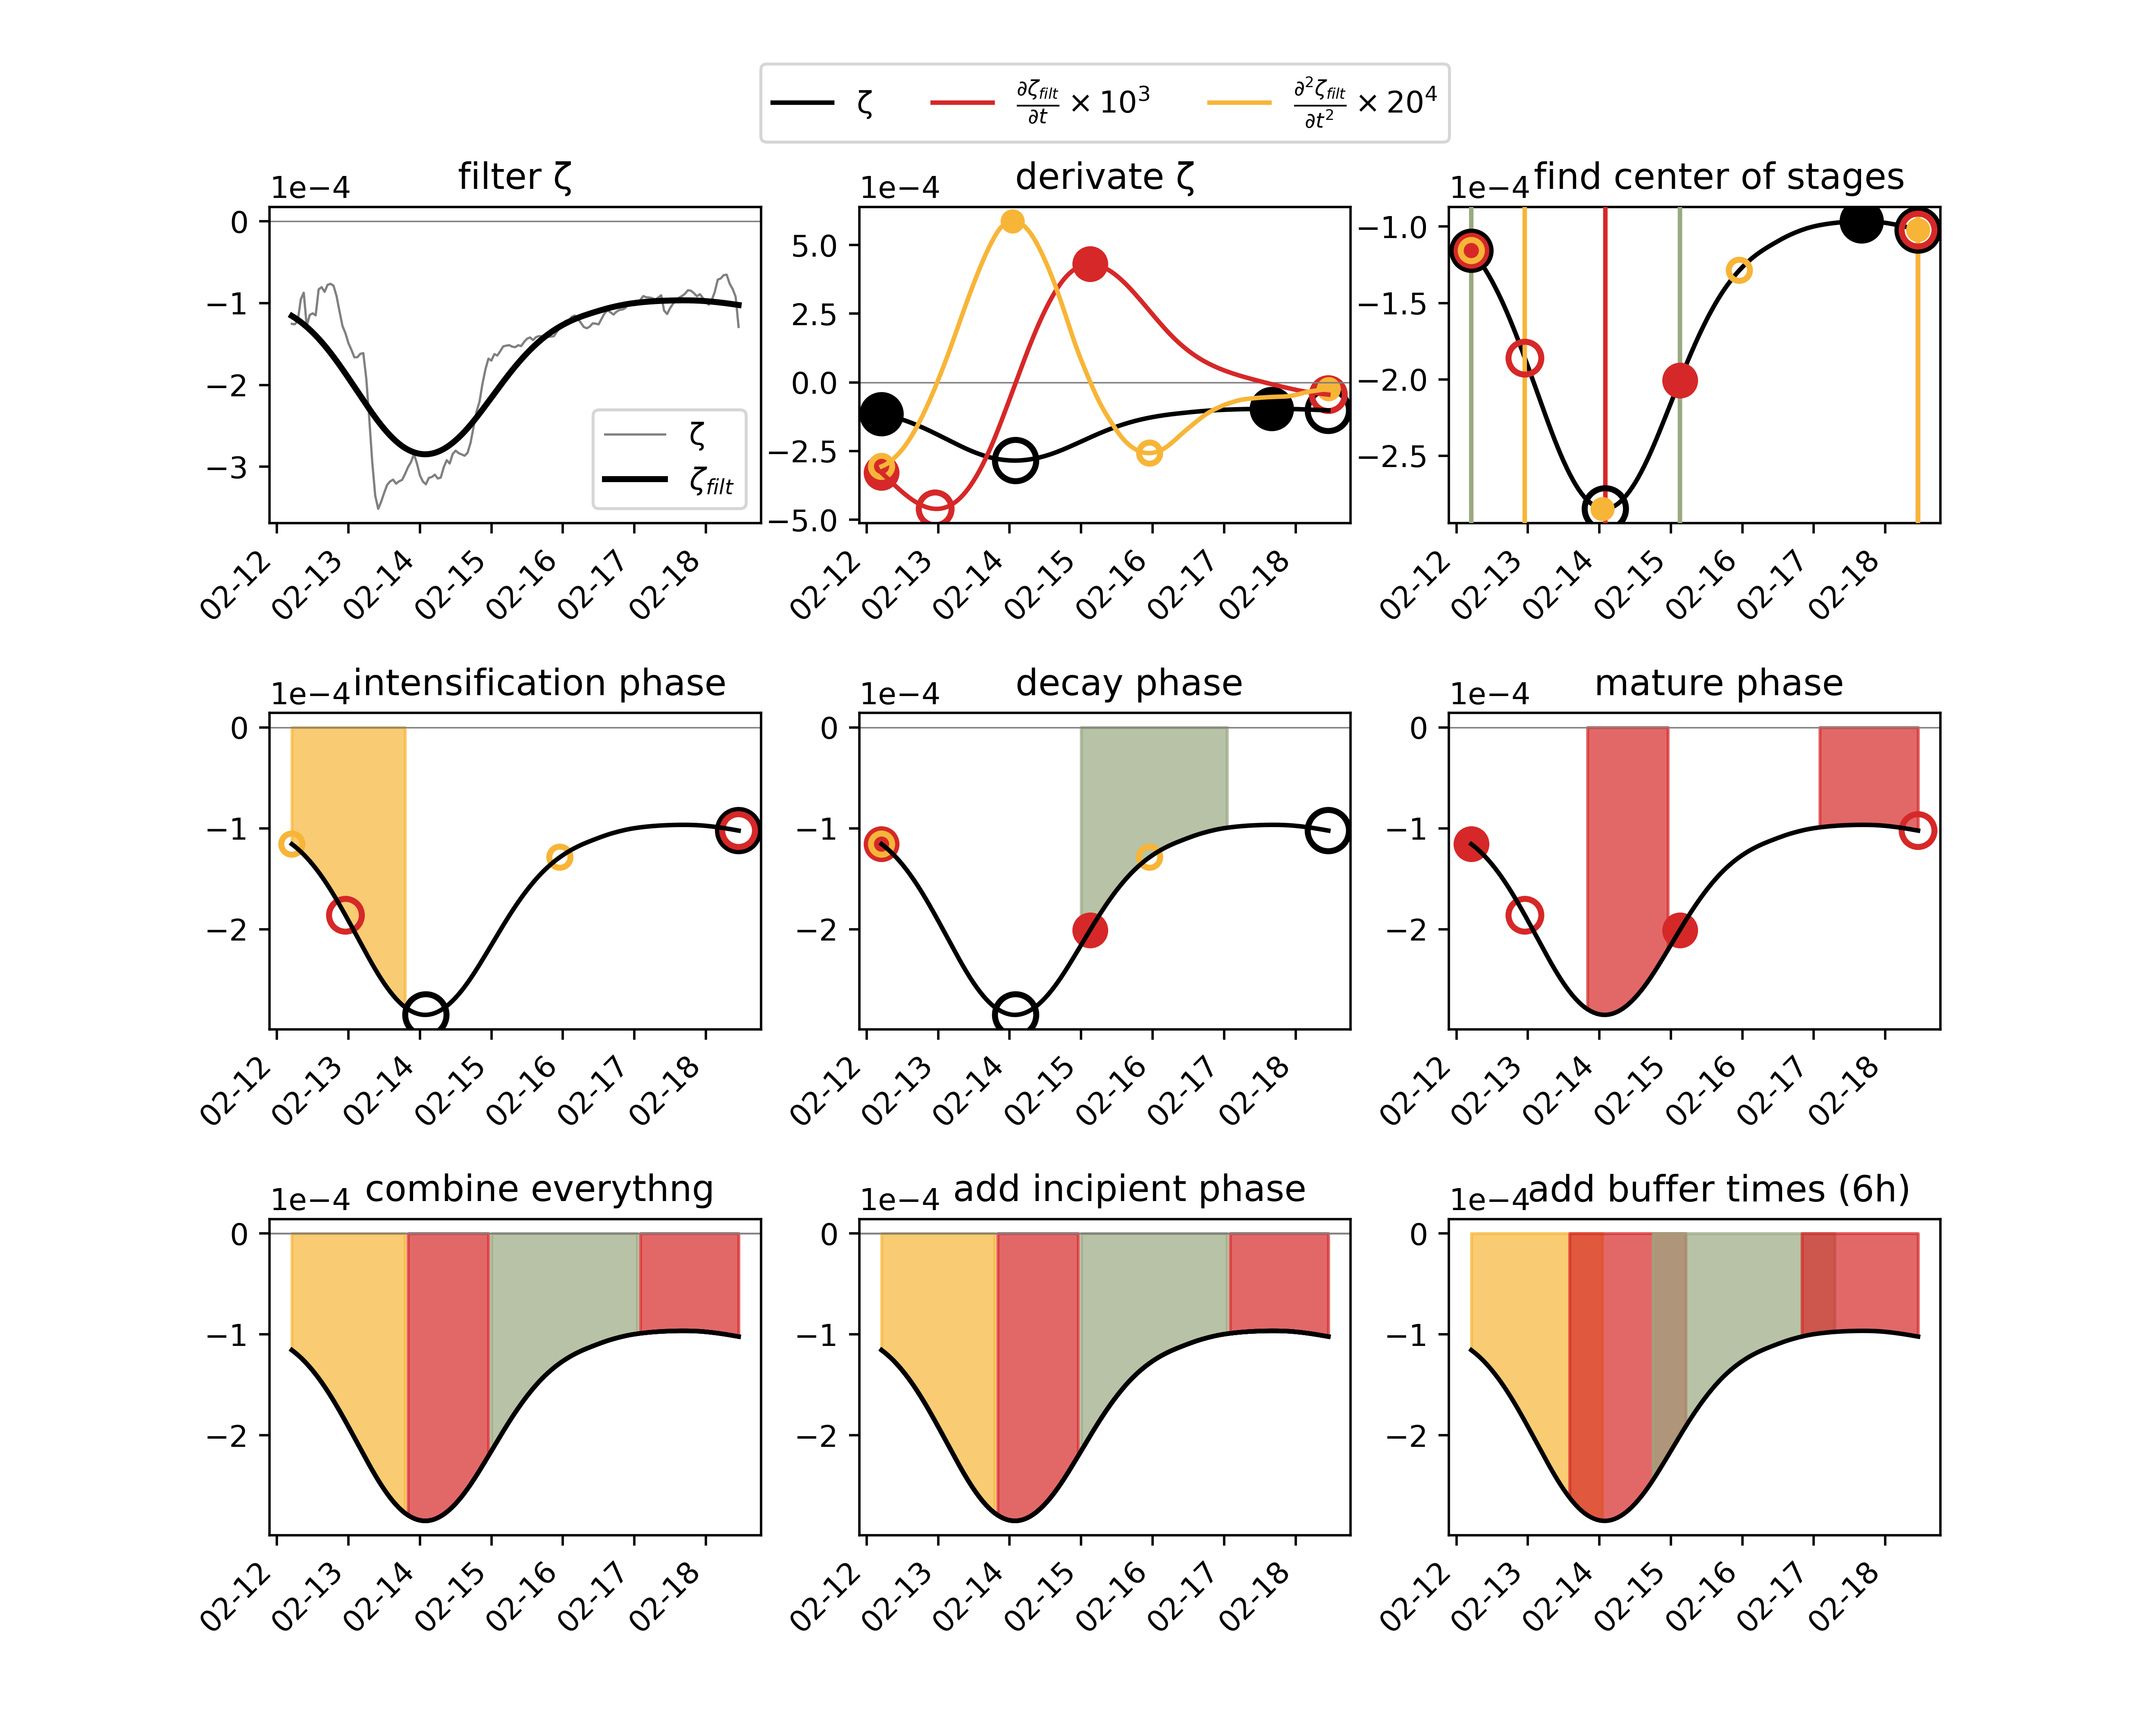 ζ ∂ζ_filt/∂t × 10³ ∂²ζ_filt/∂t² × 20⁴
filter ζ
1e−4
0
−1
−2
−3
ζ
ζ_filt
02-12 02-13 02-14 02-15 02-16 02-17 02-18
derivate ζ
1e−4
5.0
2.5
0.0
−2.5
−5.0
02-12 02-13 02-14 02-15 02-16 02-17 02-18
find center of stages
1e−4
−1.0
−1.5
−2.0
−2.5
02-12 02-13 02-14 02-15 02-16 02-17 02-18
intensification phase
1e−4
0
−1
−2
02-12 02-13 02-14 02-15 02-16 02-17 02-18
decay phase
1e−4
0
−1
−2
02-12 02-13 02-14 02-15 02-16 02-17 02-18
mature phase
1e−4
0
−1
−2
02-12 02-13 02-14 02-15 02-16 02-17 02-18
combine everythng
1e−4
0
−1
−2
02-12 02-13 02-14 02-15 02-16 02-17 02-18
add incipient phase
1e−4
0
−1
−2
02-12 02-13 02-14 02-15 02-16 02-17 02-18
add buffer times (6h)
1e−4
0
−1
−2
02-12 02-13 02-14 02-15 02-16 02-17 02-18